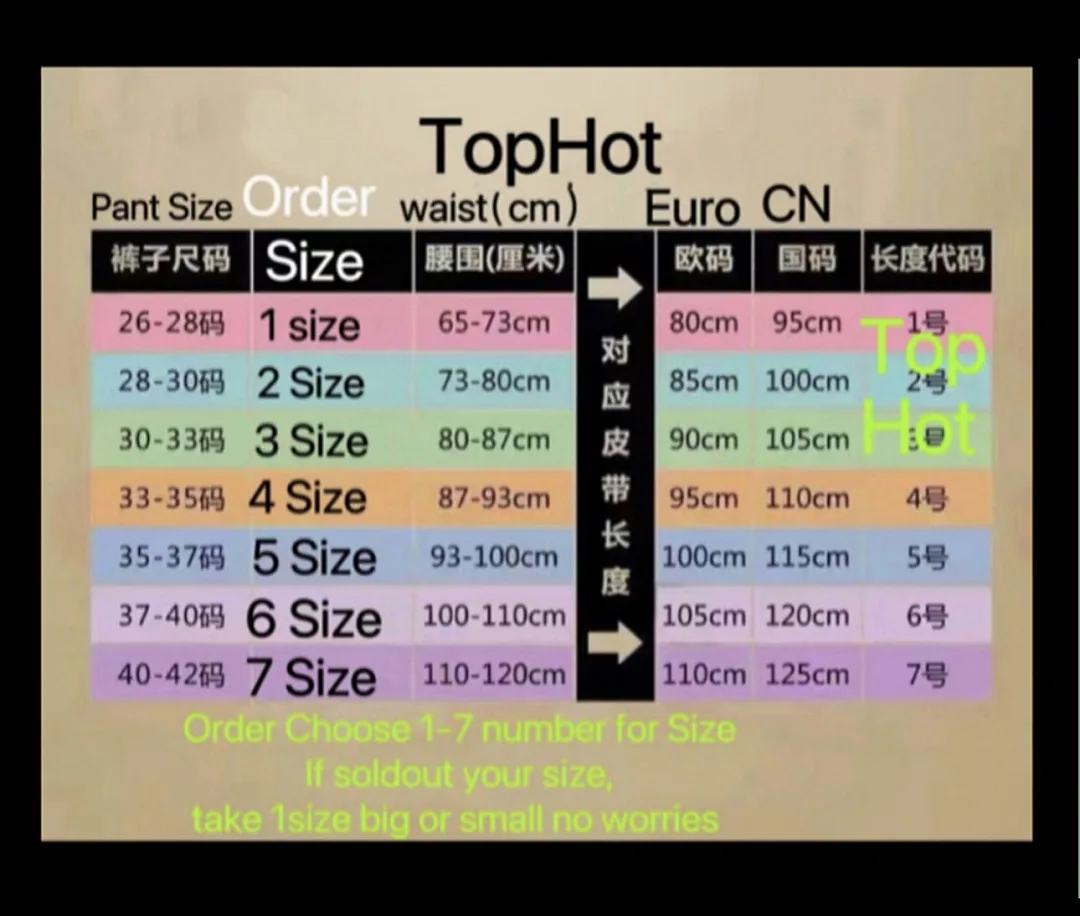 TopHot
Pant Size Order waist(cm) Euro CN
裤子尺码 Size 腰围(厘米) 欧码 国码 长度代码
26-28码 1 size 65-73cm 80cm 95cm 1号
28-30码 2 Size 73-80cm 85cm 100cm 2号
30-33码 3 Size 80-87cm 90cm 105cm 3号
33-35码 4 Size 87-93cm 95cm 110cm 4号
35-37码 5 Size 93-100cm 100cm 115cm 5号
37-40码 6 Size 100-110cm 105cm 120cm 6号
40-42码 7 Size 110-120cm 110cm 125cm 7号
对应皮带长度
Top
Hot
Order Choose 1-7 number for Size
If soldout your size,
take 1size big or small no worries